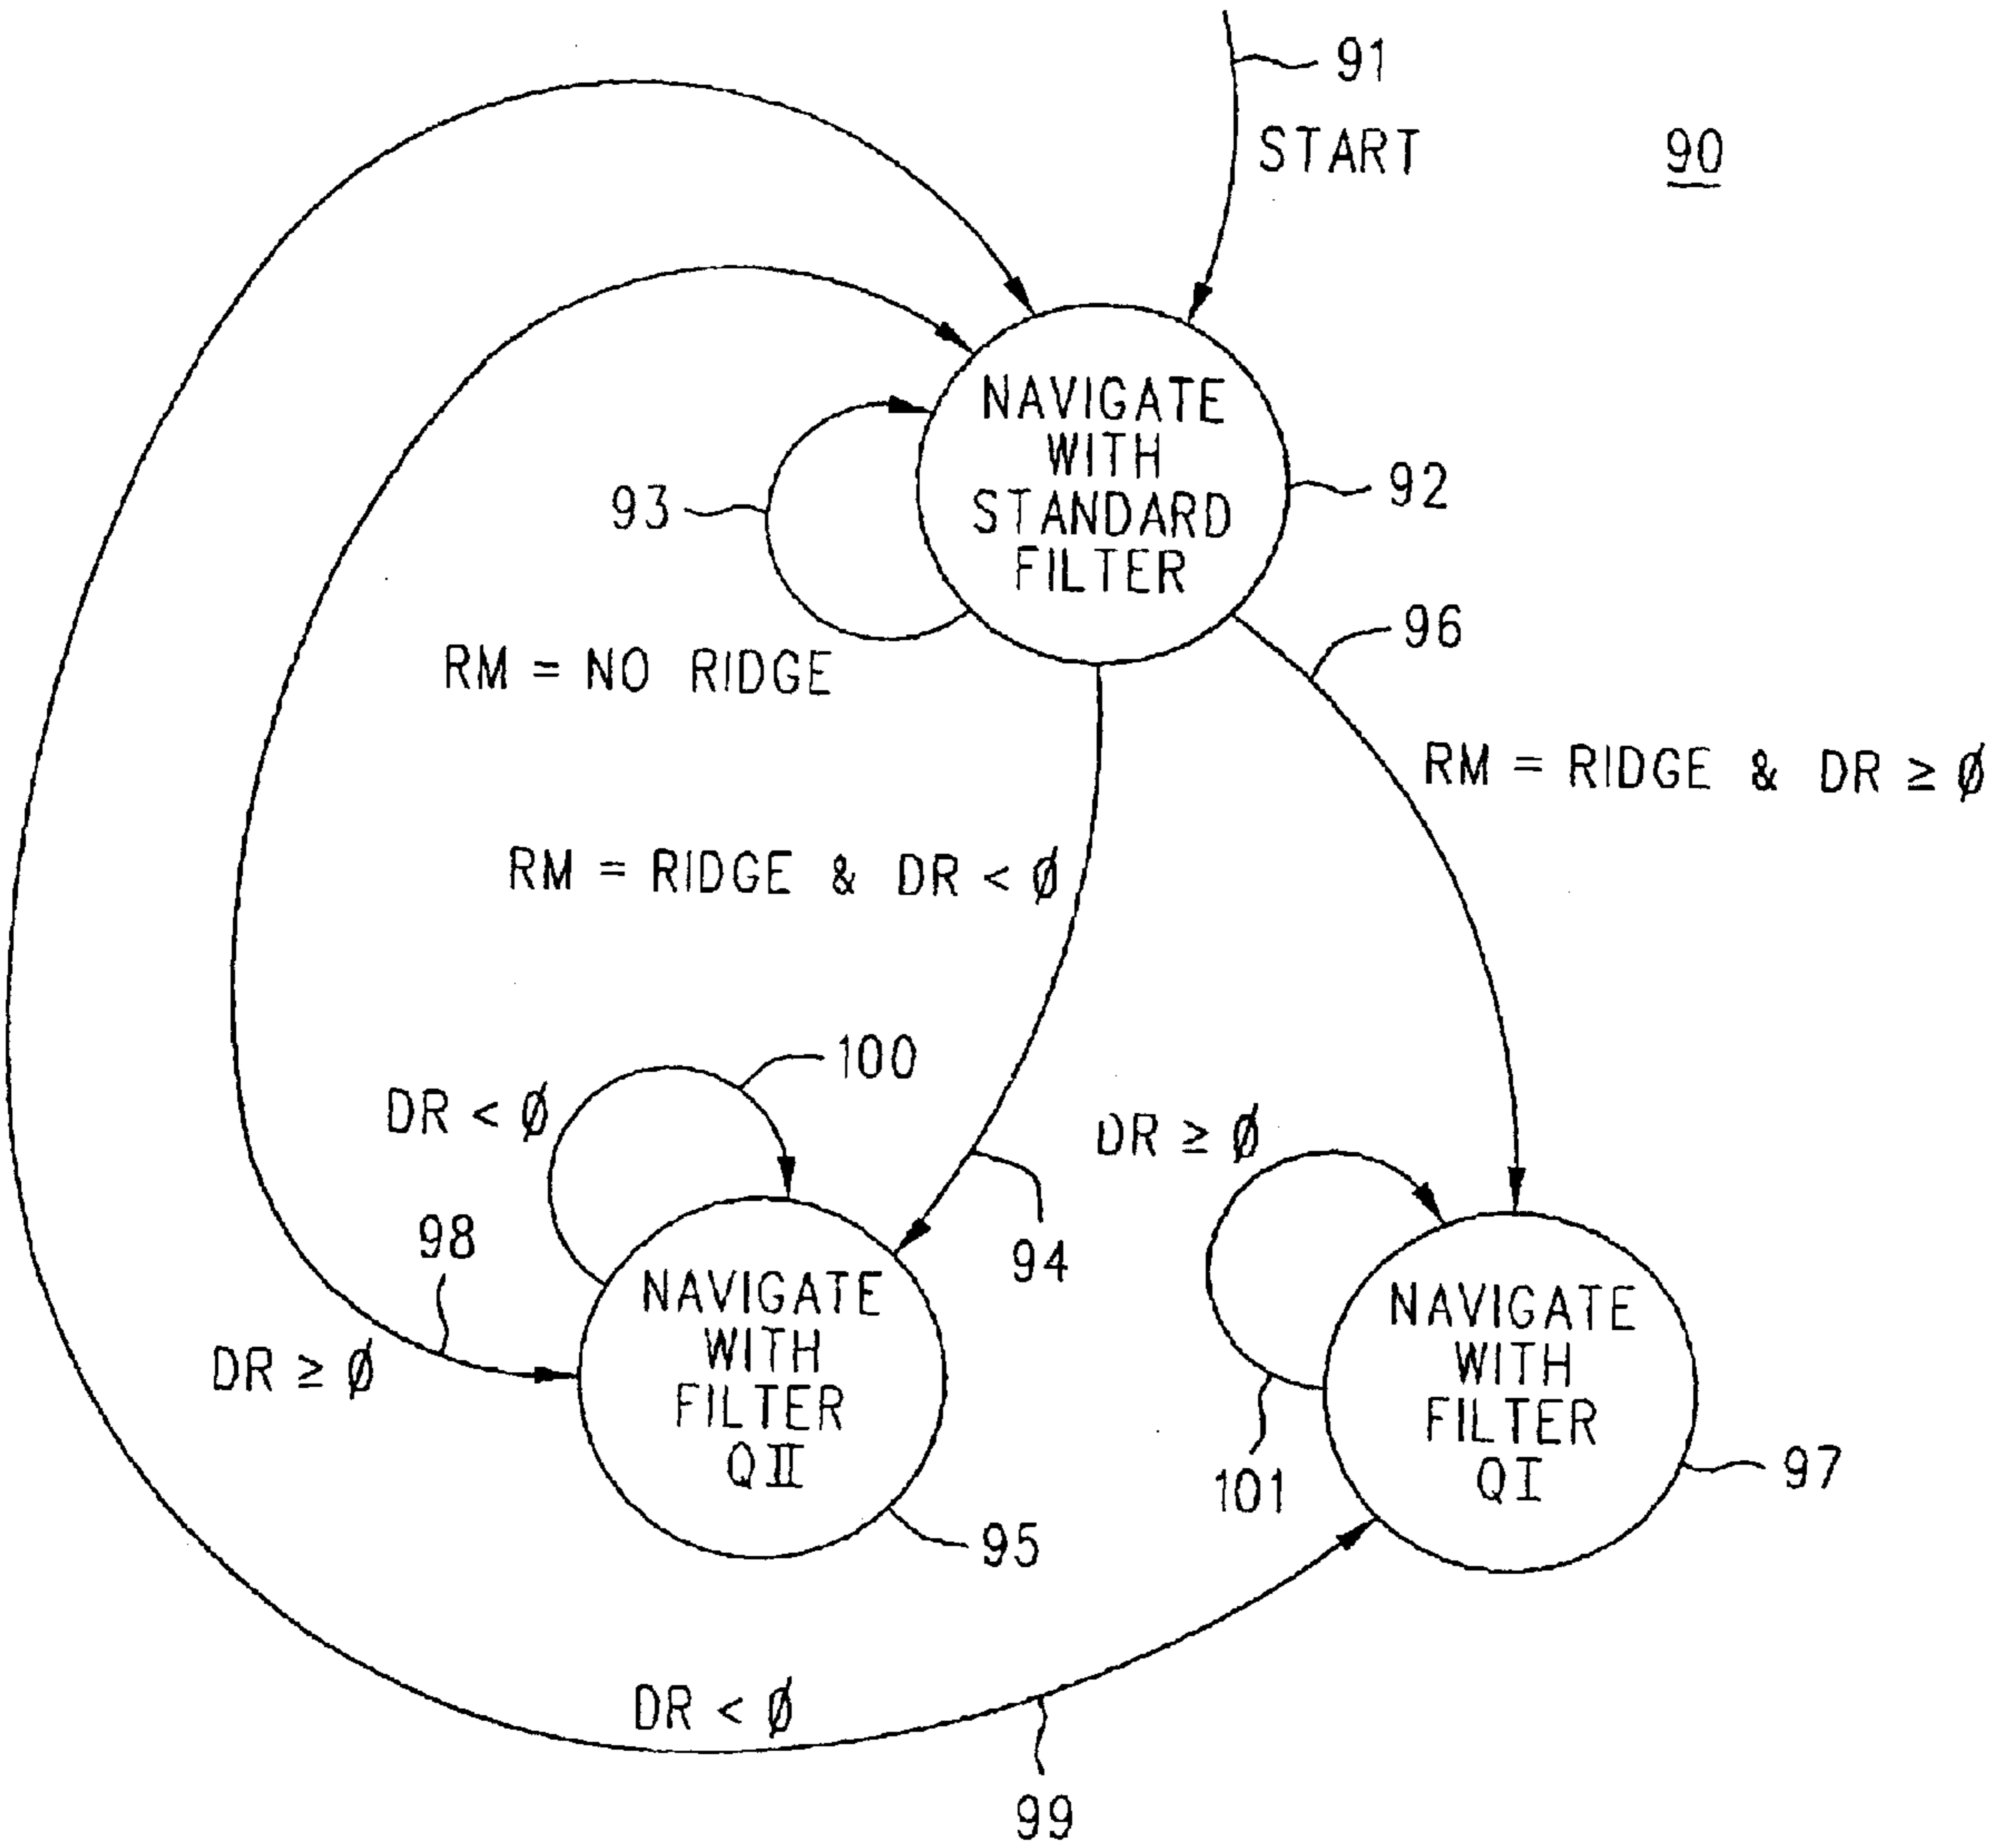 91
START
90
NAVIGATE
WITH
STANDARD
FILTER
92
93
96
RM = NO RIDGE
RM = RIDGE & DR ≥ Ø
RM = RIDGE & DR < Ø
100
DR < Ø
DR ≥ Ø
98
94
NAVIGATE
WITH
FILTER
QII
NAVIGATE
WITH
FILTER
QI
DR ≥ Ø
101
97
95
DR < Ø
99